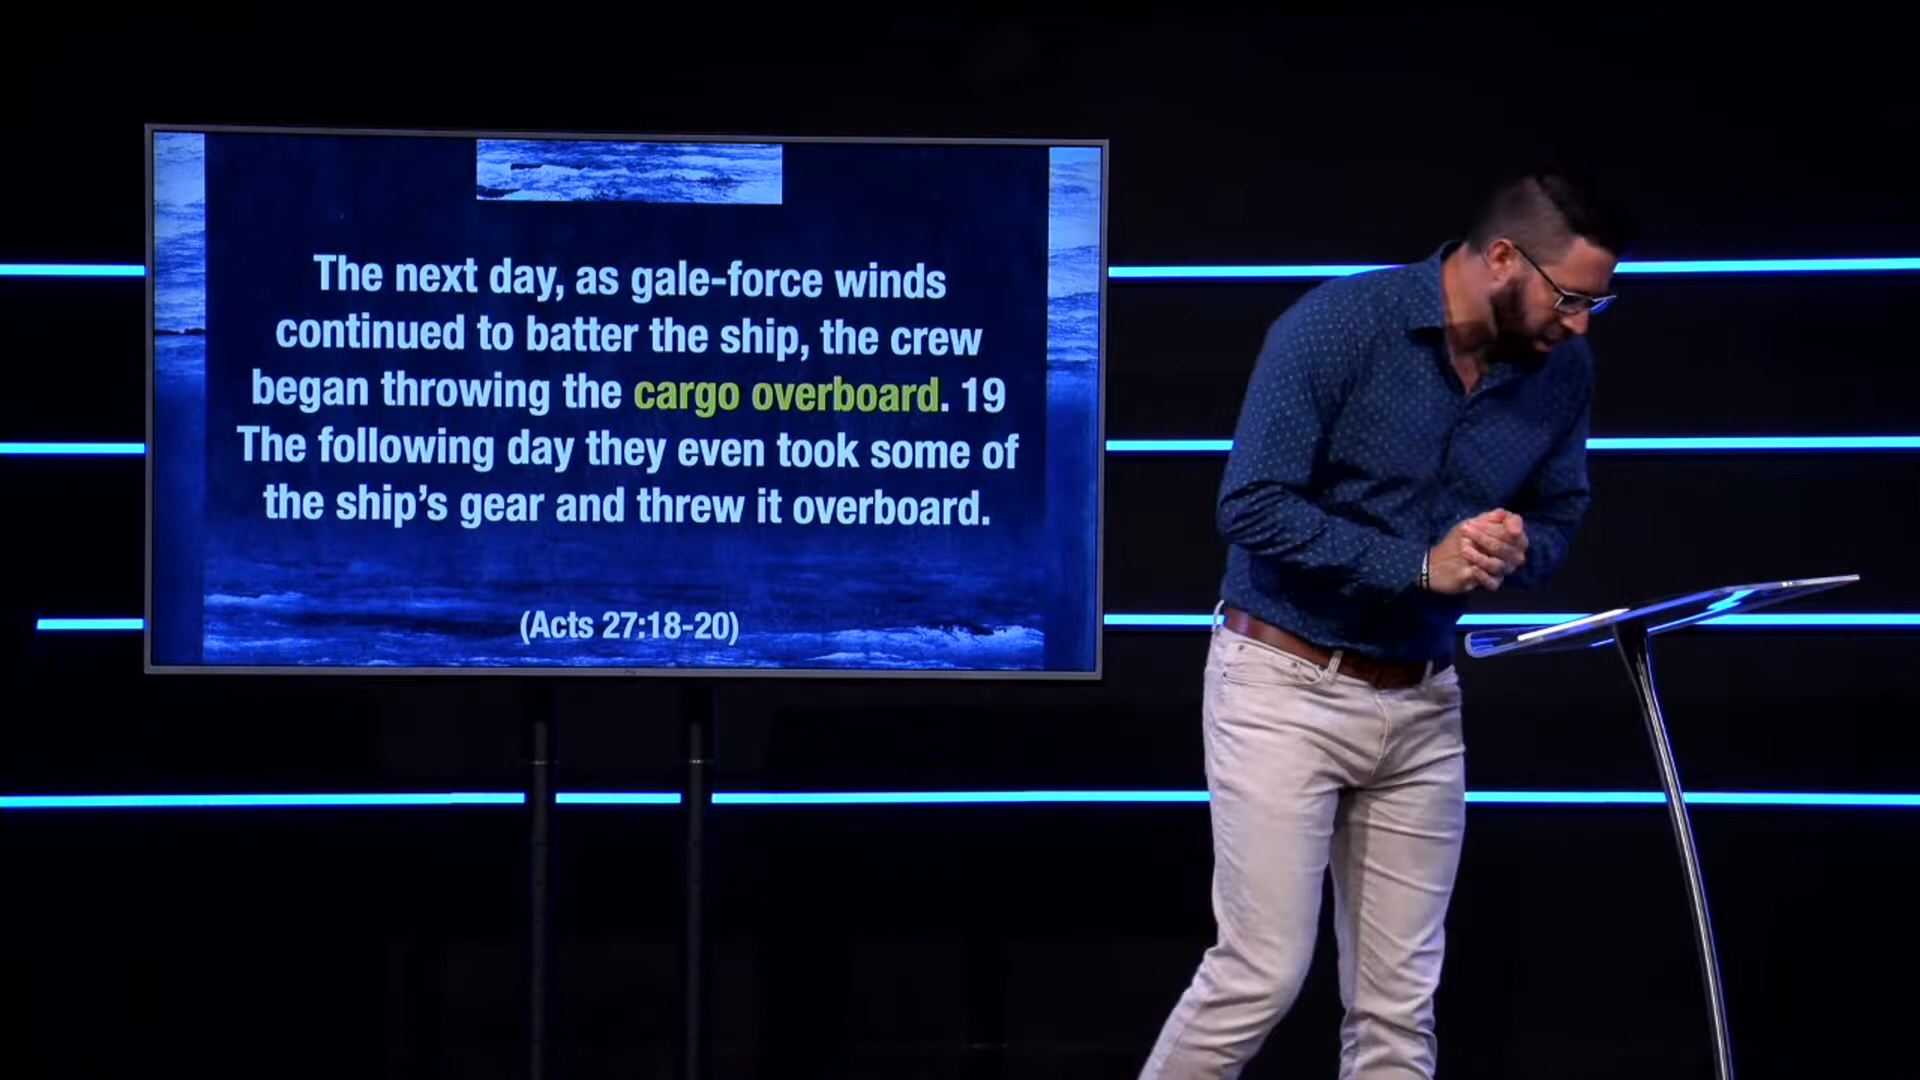 The next day, as gale-force winds
continued to batter the ship, the crew
began throwing the cargo overboard. 19
The following day they even took some of
the ship’s gear and threw it overboard.
(Acts 27:18-20)